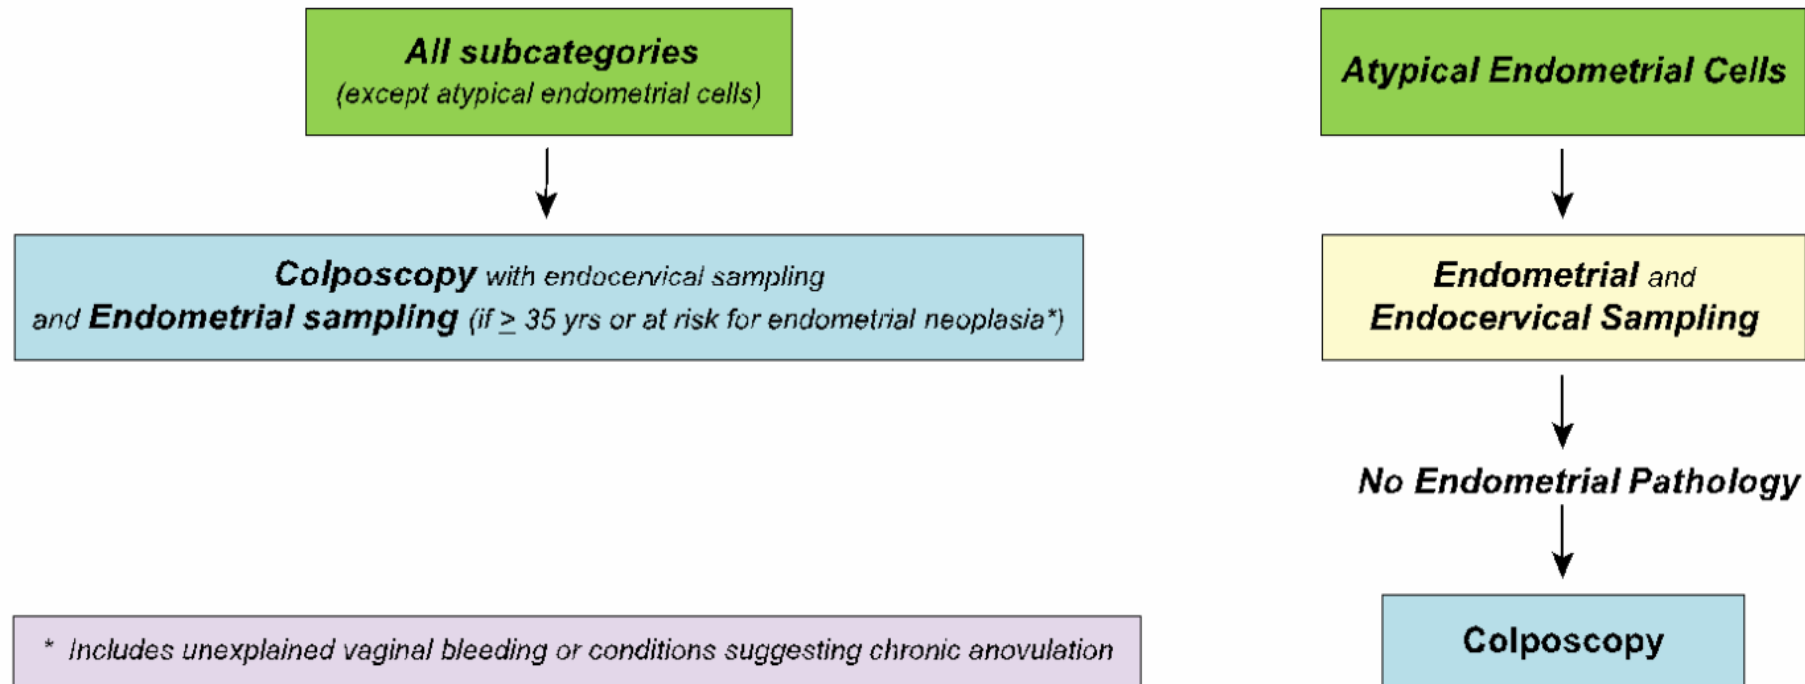 All subcategories
(except atypical endometrial cells)
Colposcopy with endocervical sampling
and Endometrial sampling (if ≥ 35 yrs or at risk for endometrial neoplasia*)
* Includes unexplained vaginal bleeding or conditions suggesting chronic anovulation
Atypical Endometrial Cells
Endometrial and
Endocervical Sampling
No Endometrial Pathology
Colposcopy